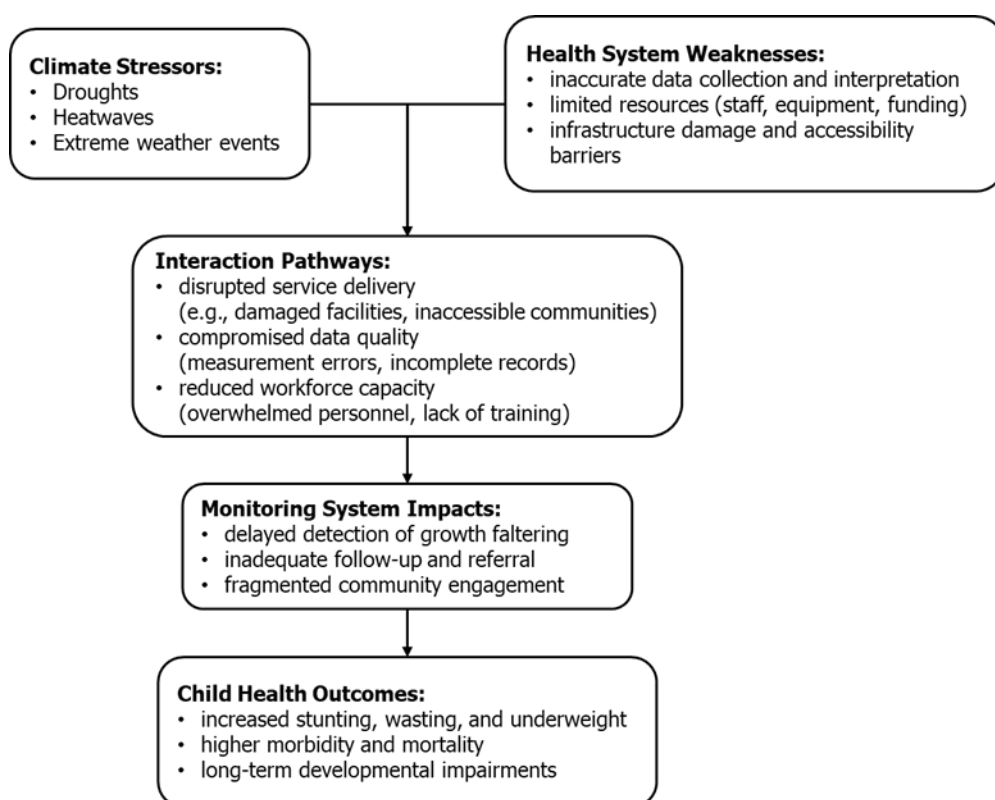 Climate Stressors:
• Droughts
• Heatwaves
• Extreme weather events
Health System Weaknesses:
• inaccurate data collection and interpretation
• limited resources (staff, equipment, funding)
• infrastructure damage and accessibility
barriers
Interaction Pathways:
• disrupted service delivery
(e.g., damaged facilities, inaccessible communities)
• compromised data quality
(measurement errors, incomplete records)
• reduced workforce capacity
(overwhelmed personnel, lack of training)
Monitoring System Impacts:
• delayed detection of growth faltering
• inadequate follow-up and referral
• fragmented community engagement
Child Health Outcomes:
• increased stunting, wasting, and underweight
• higher morbidity and mortality
• long-term developmental impairments